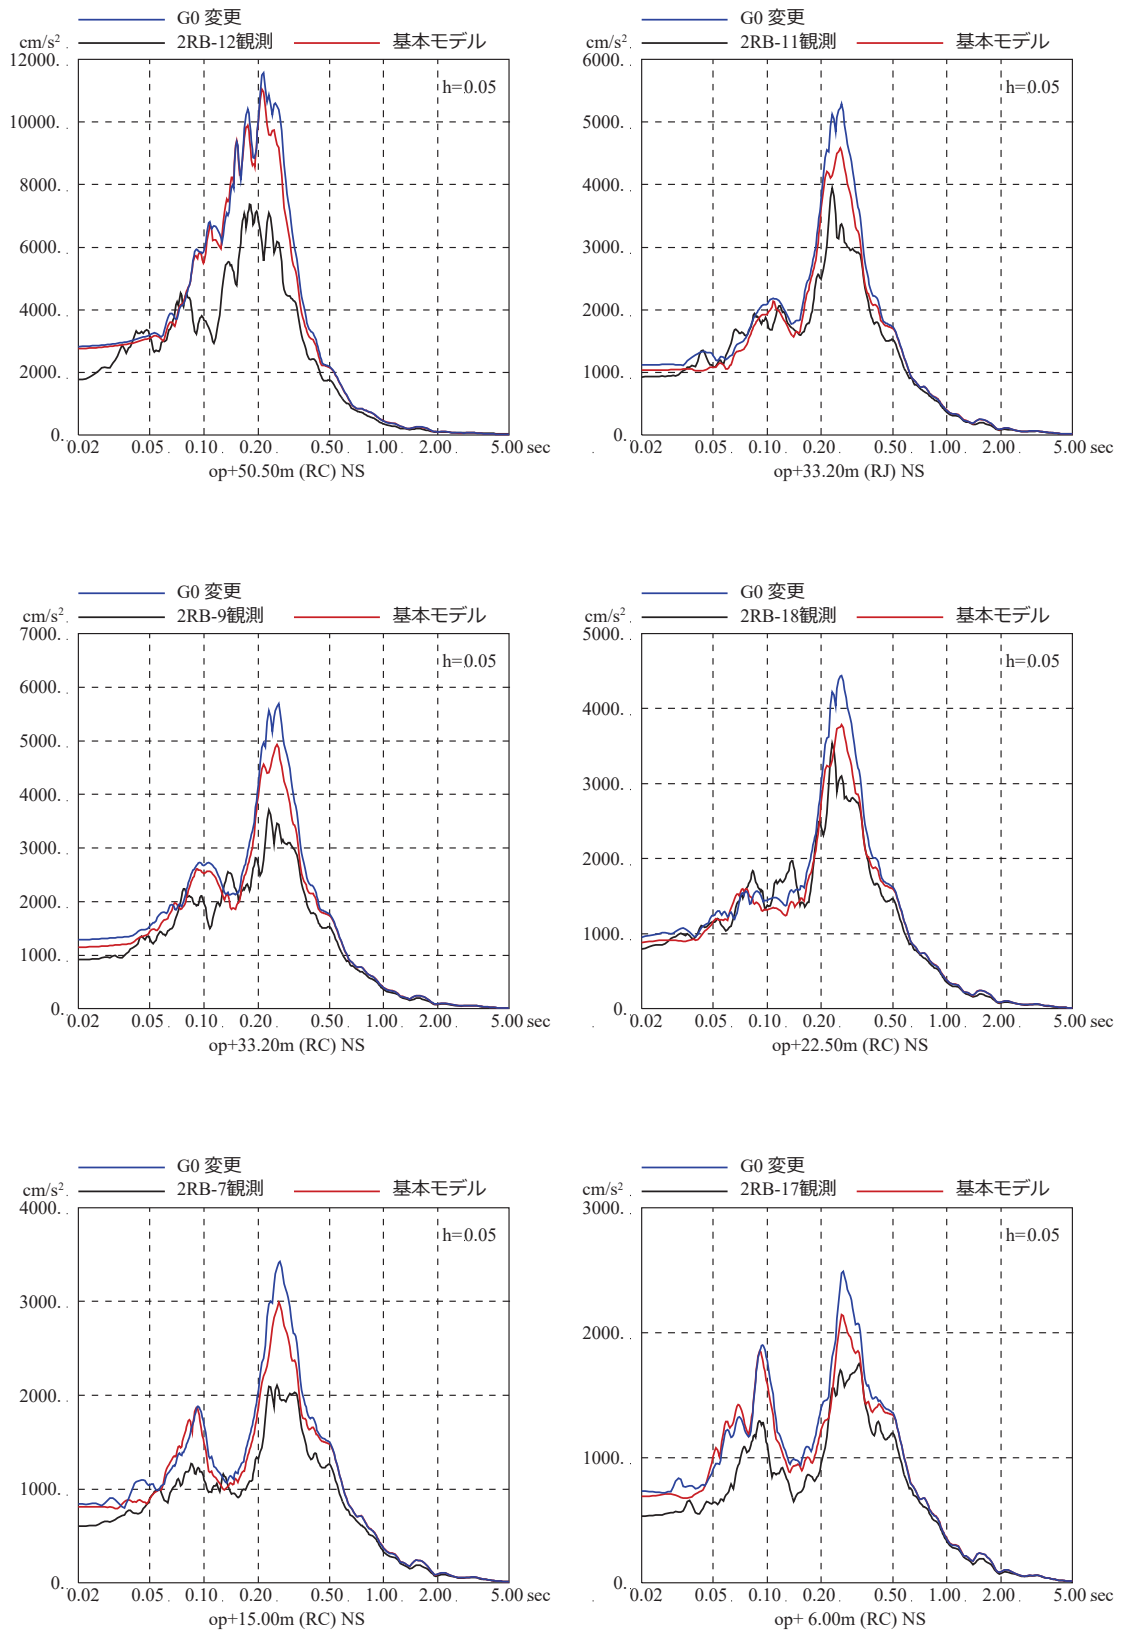 G0 変更
cm/s² 2RB-12観測 基本モデル
12000.
h=0.05
10000.
8000.
6000.
4000.
2000.
0.
0.02 0.05 0.10 0.20 0.50 1.00 2.00 5.00 sec
op+50.50m (RC) NS
G0 変更
cm/s² 2RB-11観測 基本モデル
6000.
h=0.05
5000.
4000.
3000.
2000.
1000.
0.
0.02 0.05 0.10 0.20 0.50 1.00 2.00 5.00 sec
op+33.20m (RJ) NS
G0 変更
cm/s² 2RB-9観測 基本モデル
7000.
h=0.05
6000.
5000.
4000.
3000.
2000.
1000.
0.
0.02 0.05 0.10 0.20 0.50 1.00 2.00 5.00 sec
op+33.20m (RC) NS
G0 変更
cm/s² 2RB-18観測 基本モデル
5000.
h=0.05
4000.
3000.
2000.
1000.
0.
0.02 0.05 0.10 0.20 0.50 1.00 2.00 5.00 sec
op+22.50m (RC) NS
G0 変更
cm/s² 2RB-7観測 基本モデル
4000.
h=0.05
3000.
2000.
1000.
0.
0.02 0.05 0.10 0.20 0.50 1.00 2.00 5.00 sec
op+15.00m (RC) NS
G0 変更
cm/s² 2RB-17観測 基本モデル
3000.
h=0.05
2000.
1000.
0.
0.02 0.05 0.10 0.20 0.50 1.00 2.00 5.00 sec
op+ 6.00m (RC) NS